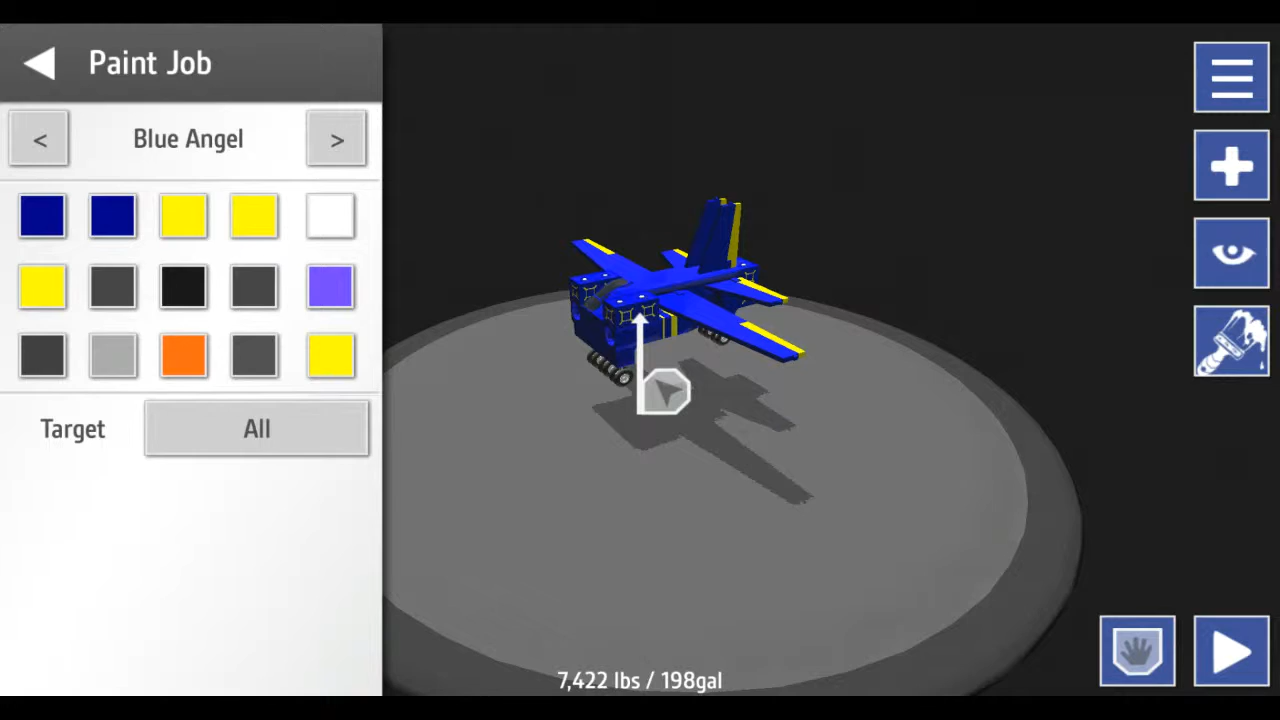 Paint Job
< Blue Angel >
Target All
7,422 lbs / 198gal